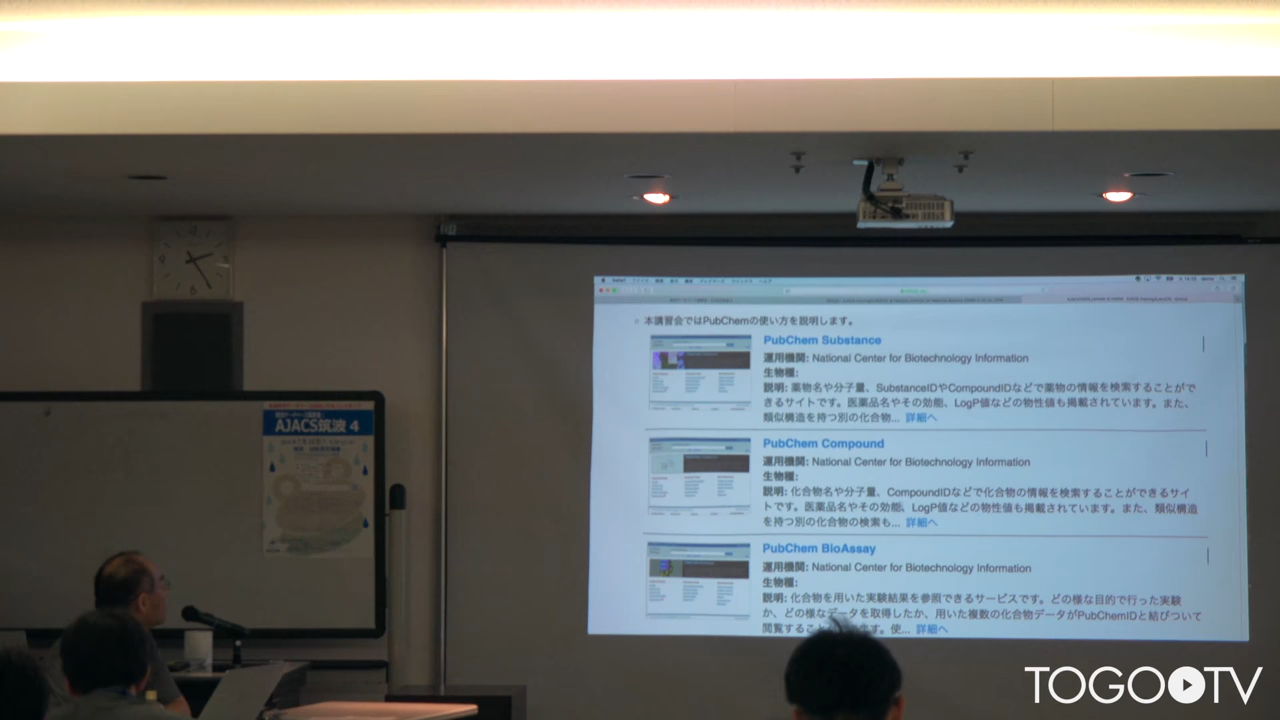 本講習会ではPubChemの使い方を説明します。
PubChem Substance
運用機関: National Center for Biotechnology Information
生物種:
説明: 薬物名や分子量、SubstanceIDやCompoundIDなどで薬物の情報を検索することがで
きるサイトです。医薬品名やその効能、LogP値などの物性値も掲載されています。また、
類似構造を持つ別の化合物... 詳細へ
PubChem Compound
運用機関: National Center for Biotechnology Information
生物種:
説明: 化合物名や分子量、CompoundIDなどで化合物の情報を検索することができるサイ
トです。医薬品名やその効能、LogP値などの物性値も掲載されています。また、類似構造
を持つ別の化合物の検索も... 詳細へ
PubChem BioAssay
運用機関: National Center for Biotechnology Information
生物種:
説明: 化合物を用いた実験結果を参照できるサービスです。どの様な目的で行った実験
か、どの様なデータを取得したか、用いた複数の化合物データがPubChemIDと結びついて
閲覧すること ます。使... 詳細へ
AJACS筑波 4
TOGO TV